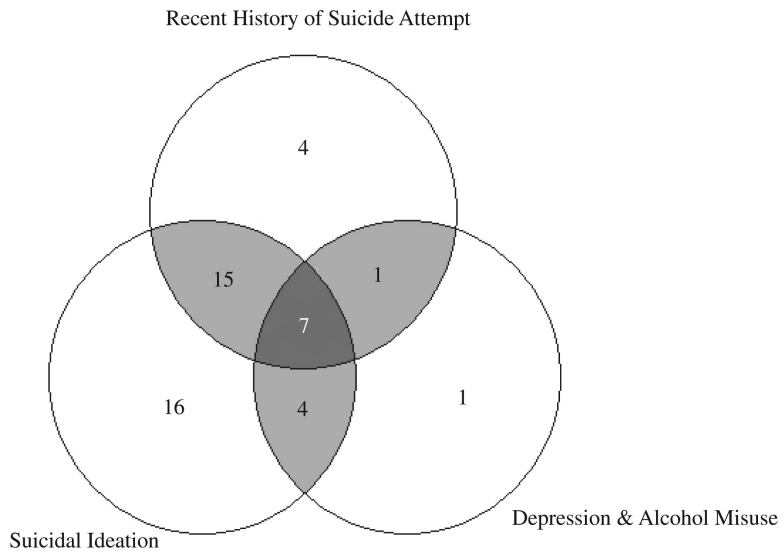 Recent History of Suicide Attempt
4
15
1
7
16
4
1
Depression & Alcohol Misuse
Suicidal Ideation